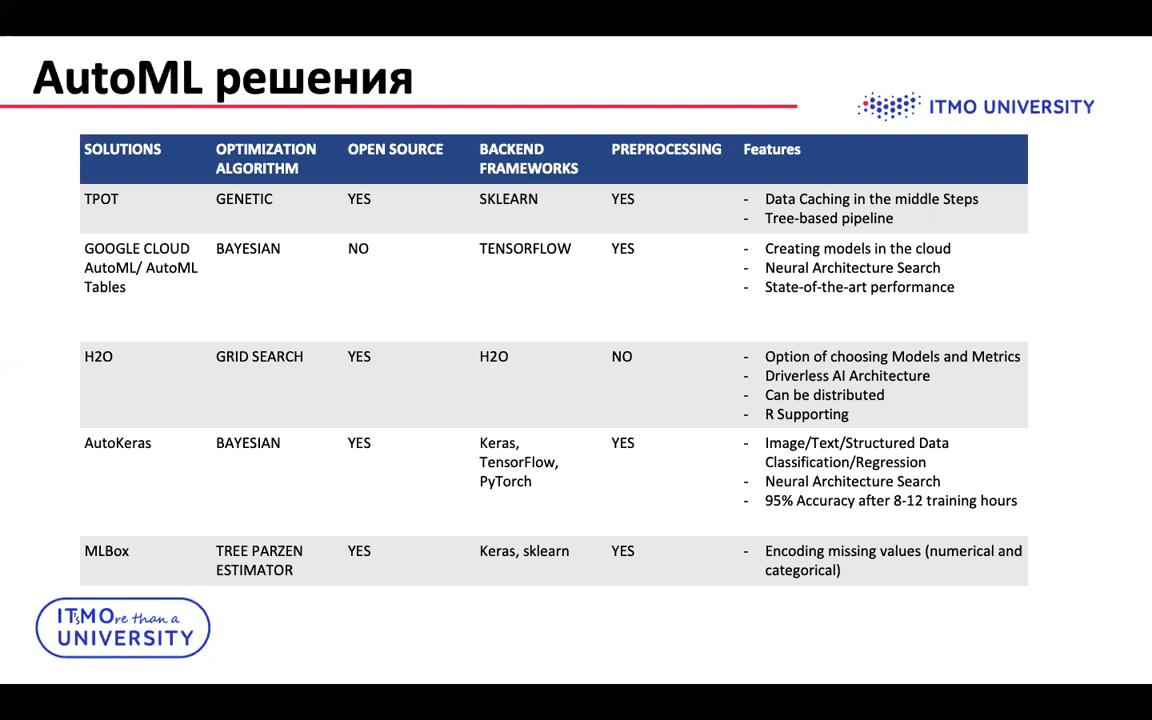 AutoML решения
ITMO UNIVERSITY
SOLUTIONS
OPTIMIZATION
ALGORITHM
OPEN SOURCE
BACKEND
FRAMEWORKS
PREPROCESSING
Features
TPOT
GENETIC
YES
SKLEARN
YES
- Data Caching in the middle Steps
- Tree-based pipeline
GOOGLE CLOUD
AutoML/ AutoML
Tables
BAYESIAN
NO
TENSORFLOW
YES
- Creating models in the cloud
- Neural Architecture Search
- State-of-the-art performance
H2O
GRID SEARCH
YES
H2O
NO
- Option of choosing Models and Metrics
- Driverless AI Architecture
- Can be distributed
- R Supporting
AutoKeras
BAYESIAN
YES
Keras,
TensorFlow,
PyTorch
YES
- Image/Text/Structured Data
Classification/Regression
- Neural Architecture Search
- 95% Accuracy after 8-12 training hours
MLBox
TREE PARZEN
ESTIMATOR
YES
Keras, sklearn
YES
- Encoding missing values (numerical and
categorical)
IT'sMOre than a
UNIVERSITY